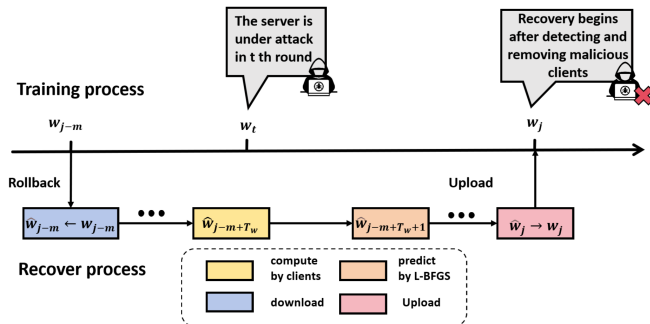 The server is
under attack
in t th round
Recovery begins
after detecting and
removing malicious
clients
Training process
w_{j-m}
w_t
w_j
Rollback
Upload
ŵ_{j-m} ← w_{j-m}
•••
ŵ_{j-m+T_w}
ŵ_{j-m+T_w+1}
•••
ŵ_j → w_j
Recover process
compute
by clients
predict
by L-BFGS
download
Upload